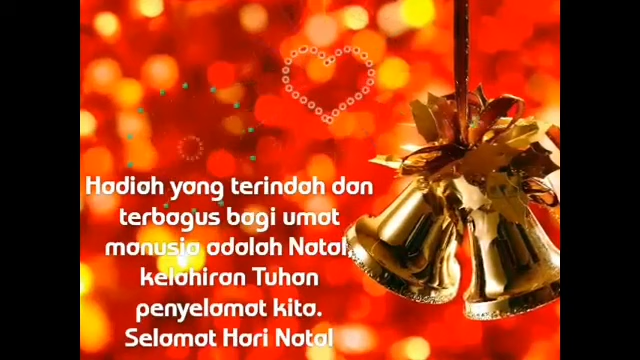 Hadiah yang terindah dan
terbagus bagi umat
manusia adalah Natal,
kelahiran Tuhan
penyelamat kita.
Selamat Hari Natal